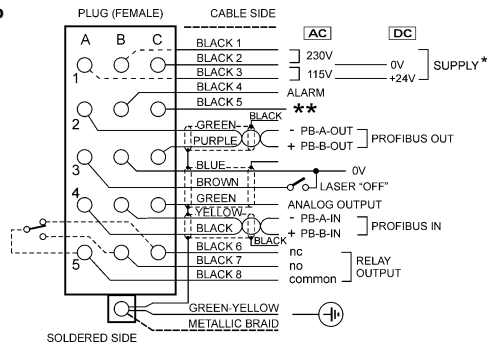 b
PLUG (FEMALE)
CABLE SIDE
A B C
AC
DC
BLACK 1
230V
BLACK 2
0V
SUPPLY*
BLACK 3
115V
+24V
1
BLACK 4
ALARM
BLACK 5
**
2
BLACK
GREEN
- PB-A-OUT
PROFIBUS OUT
PURPLE
+ PB-B-OUT
3
BLUE
0V
BROWN
LASER "OFF"
4
GREEN
ANALOG OUTPUT
YELLOW
- PB-A-IN
PROFIBUS IN
BLACK
+ PB-B-IN
BLACK
BLACK 6
nc
5
BLACK 7
no
RELAY
OUTPUT
BLACK 8
common
GREEN-YELLOW
METALLIC BRAID
SOLDERED SIDE